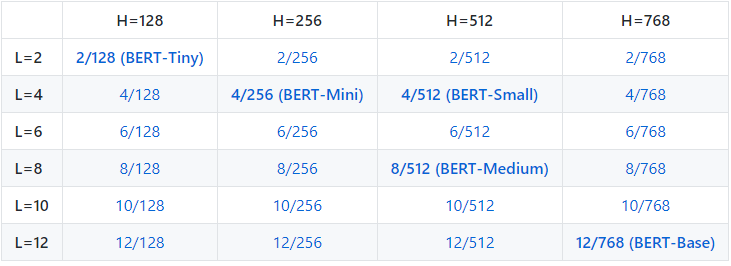 H=128 H=256 H=512 H=768
L=2 2/128 (BERT-Tiny) 2/256 2/512 2/768
L=4 4/128 4/256 (BERT-Mini) 4/512 (BERT-Small) 4/768
L=6 6/128 6/256 6/512 6/768
L=8 8/128 8/256 8/512 (BERT-Medium) 8/768
L=10 10/128 10/256 10/512 10/768
L=12 12/128 12/256 12/512 12/768 (BERT-Base)